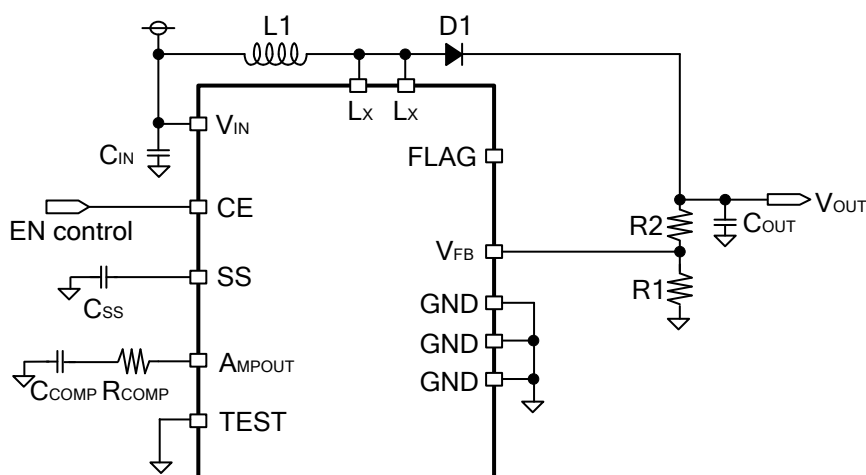 L1
D1
LX
LX
VIN
CIN
FLAG
CE
EN control
VOUT
R2
COUT
VFB
SS
CSS
R1
GND
GND
AMPOUT
CCOMP RCOMP
GND
TEST